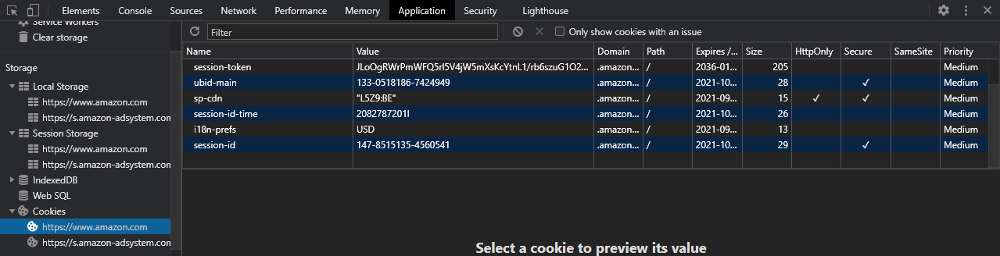 Elements Console Sources Network Performance Memory Application Security Lighthouse
Service Workers
Clear storage
Filter
Only show cookies with an issue
Storage
Local Storage
https://www.amazon.com
https://s.amazon-adsystem.com
Session Storage
https://www.amazon.com
https://s.amazon-adsystem.com
IndexedDB
Web SQL
Cookies
https://www.amazon.com
https://s.amazon-adsystem.com
Name Value Domain Path Expires /... Size HttpOnly Secure SameSite Priority
session-token JLoOgRWrPmWFQ5rI5V4jW5mXsKcYtnL1/rb6szuG1O2... .amazon... / 2036-01... 205 Medium
ubid-main 133-0518186-7424949 .amazon... / 2021-10... 28 ✓ Medium
sp-cdn "L5Z9:BE" .amazon... / 2021-09... 15 ✓ ✓ Medium
session-id-time 2082787201l .amazon... / 2021-10... 26 Medium
i18n-prefs USD .amazon... / 2021-09... 13 Medium
session-id 147-8515135-4560541 .amazon... / 2021-10... 29 ✓ Medium
Select a cookie to preview its value